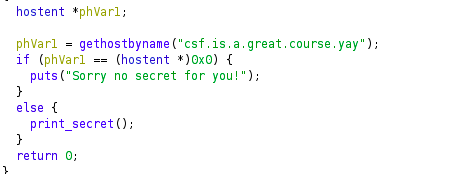 hostent *phVar1;
phVar1 = gethostbyname("csf.is.a.great.course.yay");
if (phVar1 == (hostent *)0x0) {
puts("Sorry no secret for you!");
}
else {
print_secret();
}
return 0;
}